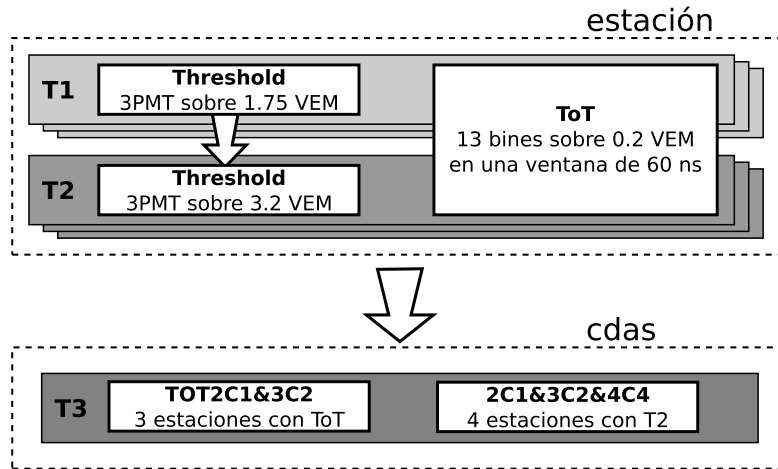 estación
T1
Threshold
3PMT sobre 1.75 VEM
ToT
13 bines sobre 0.2 VEM
en una ventana de 60 ns
T2
Threshold
3PMT sobre 3.2 VEM
cdas
T3
TOT2C1&3C2
3 estaciones con ToT
2C1&3C2&4C4
4 estaciones con T2